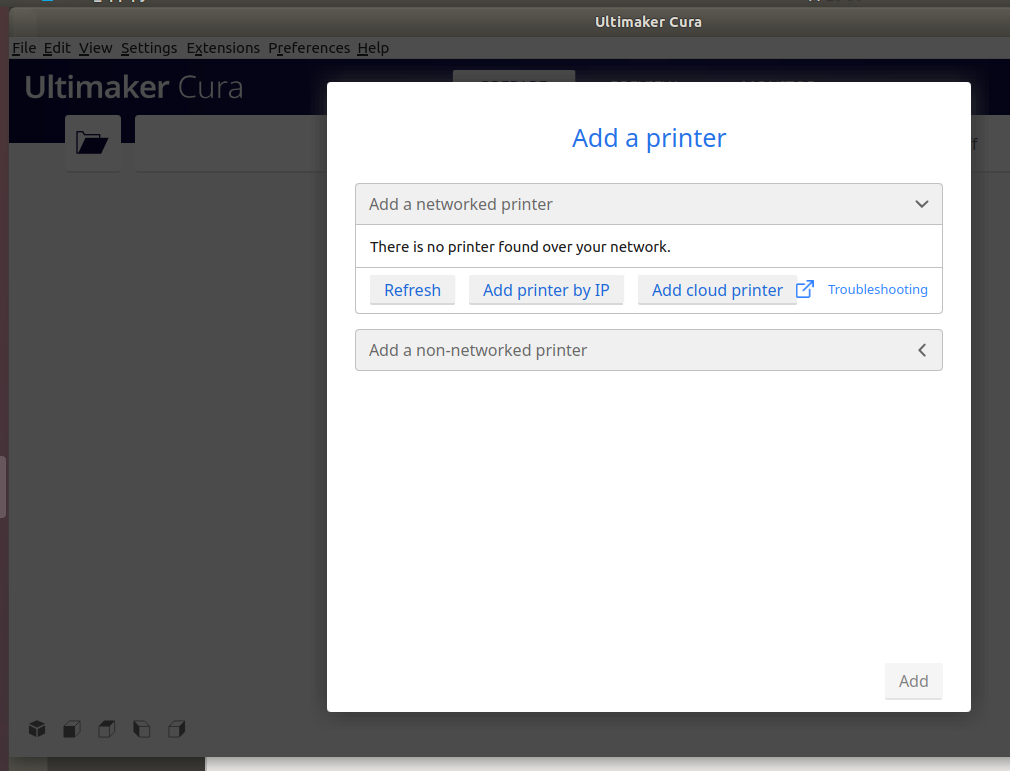 Ultimaker Cura
File Edit View Settings Extensions Preferences Help
Ultimaker Cura
Add a printer
Add a networked printer
There is no printer found over your network.
Refresh Add printer by IP Add cloud printer Troubleshooting
Add a non-networked printer
Add